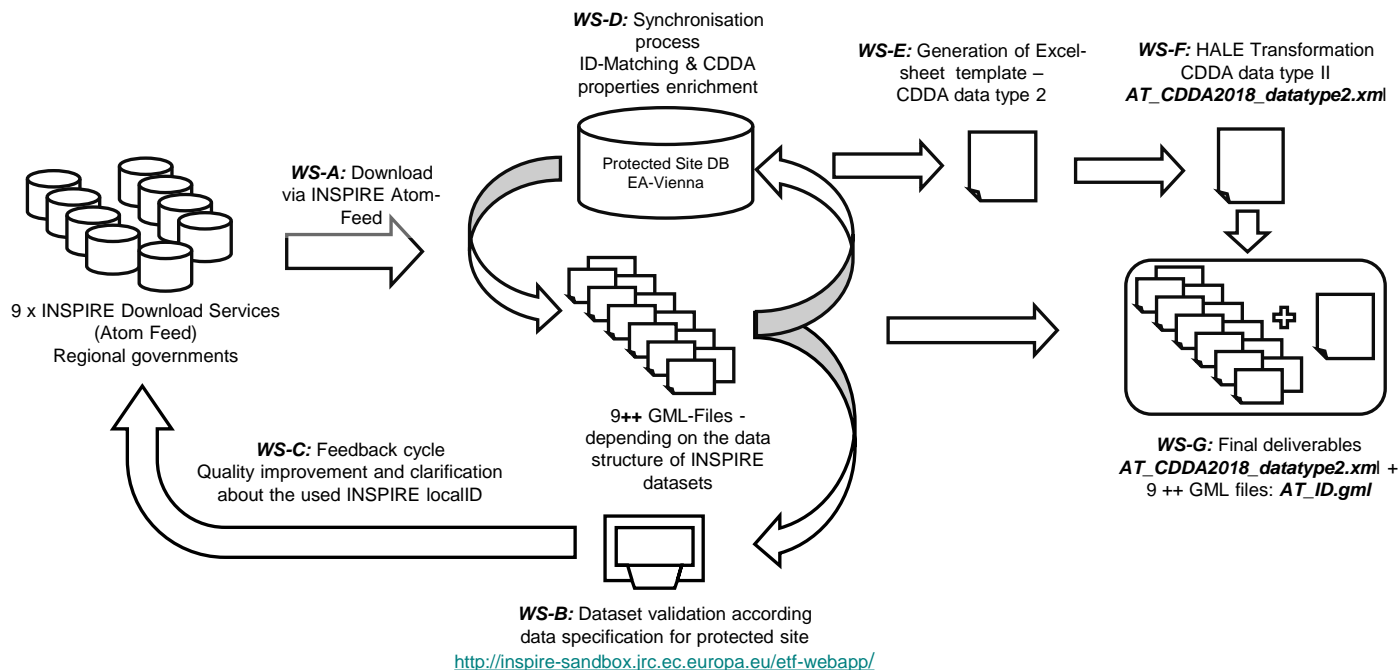 WS-D: Synchronisation
process
ID-Matching & CDDA
properties enrichment
WS-E: Generation of Excel-
sheet template –
CDDA data type 2
WS-F: HALE Transformation
CDDA data type II
AT_CDDA2018_datatype2.xml
Protected Site DB
EA-Vienna
WS-A: Download
via INSPIRE Atom-
Feed
9 x INSPIRE Download Services
(Atom Feed)
Regional governments
9++ GML-Files -
depending on the data
structure of INSPIRE
datasets
WS-C: Feedback cycle
Quality improvement and clarification
about the used INSPIRE localID
WS-G: Final deliverables
AT_CDDA2018_datatype2.xml +
9 ++ GML files: AT_ID.gml
WS-B: Dataset validation according
data specification for protected site
http://inspire-sandbox.jrc.ec.europa.eu/etf-webapp/